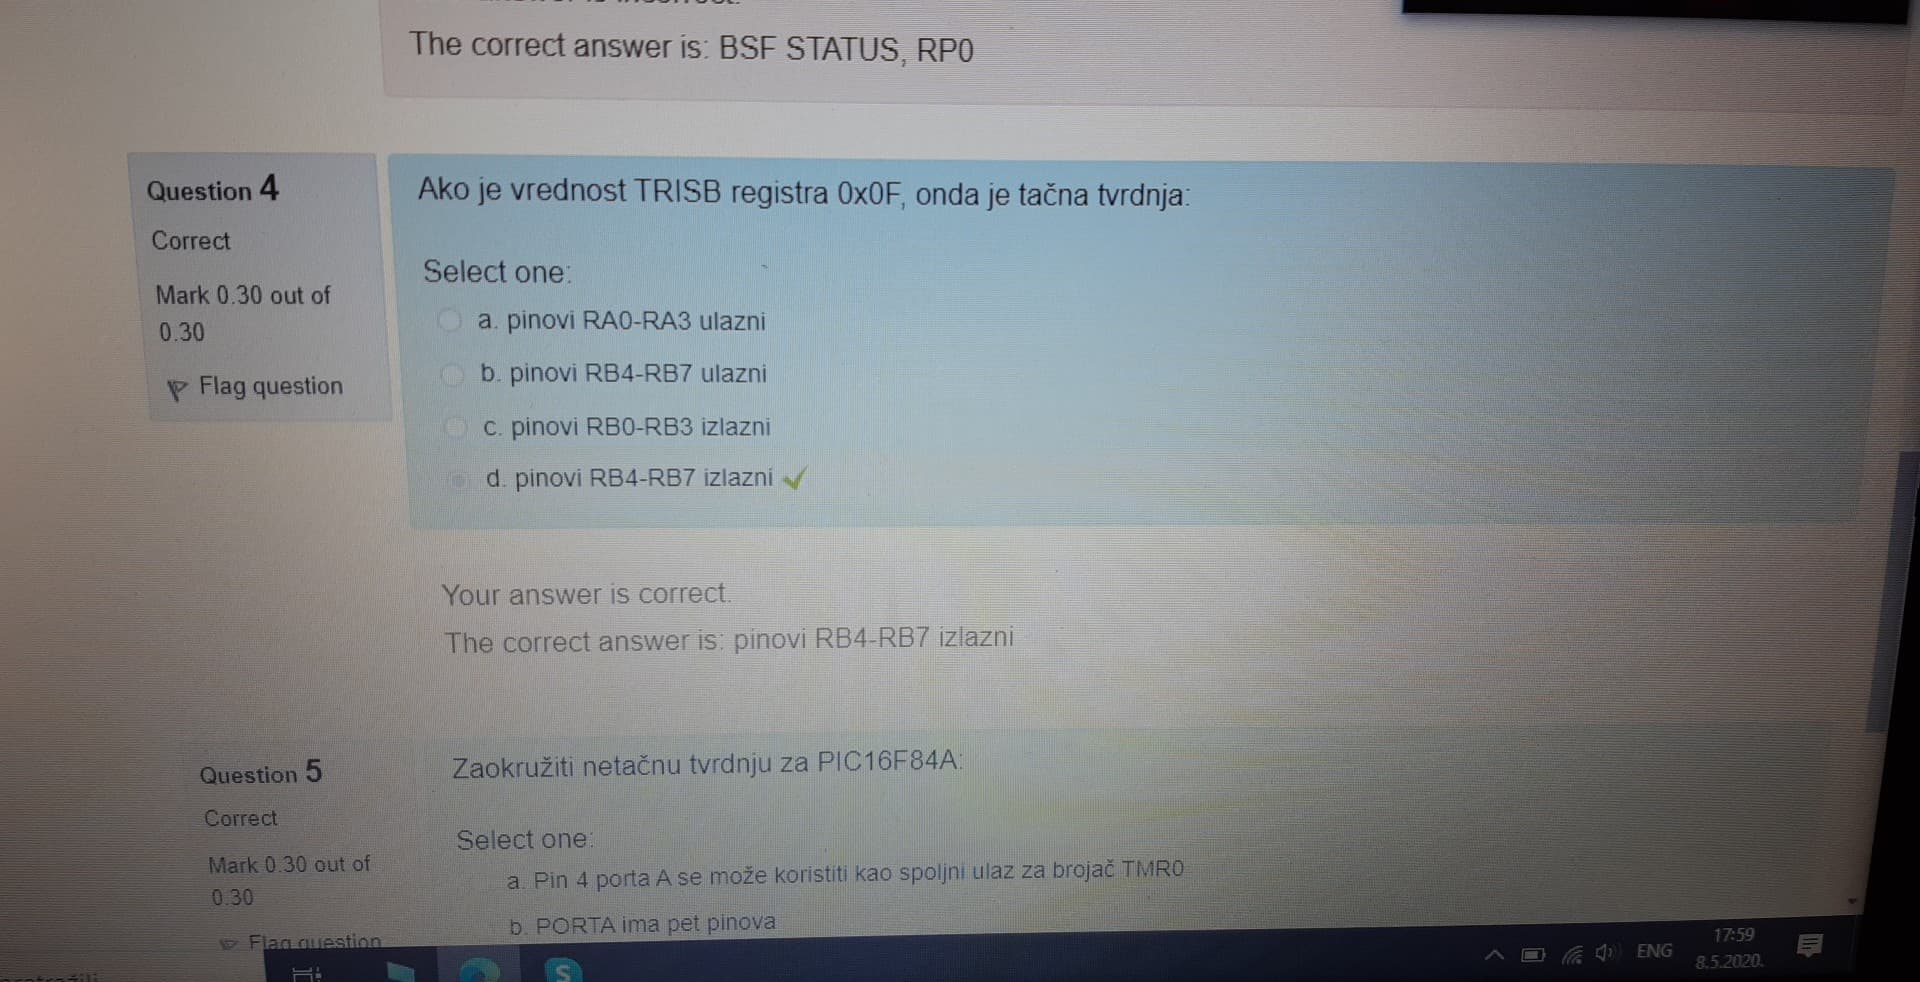 The correct answer is: BSF STATUS, RP0
Question 4
Correct
Mark 0.30 out of
0.30
Flag question
Ako je vrednost TRISB registra 0x0F, onda je tačna tvrdnja:
Select one:
a. pinovi RA0-RA3 ulazni
b. pinovi RB4-RB7 ulazni
c. pinovi RB0-RB3 izlazni
d. pinovi RB4-RB7 izlazni
Your answer is correct.
The correct answer is: pinovi RB4-RB7 izlazni
Question 5
Correct
Mark 0.30 out of
0.30
Flag question
Zaokružiti netačnu tvrdnju za PIC16F84A:
Select one:
a. Pin 4 porta A se može koristiti kao spoljni ulaz za brojač TMR0
b. PORTA ima pet pinova
S
ENG
17:59
8.5.2020.